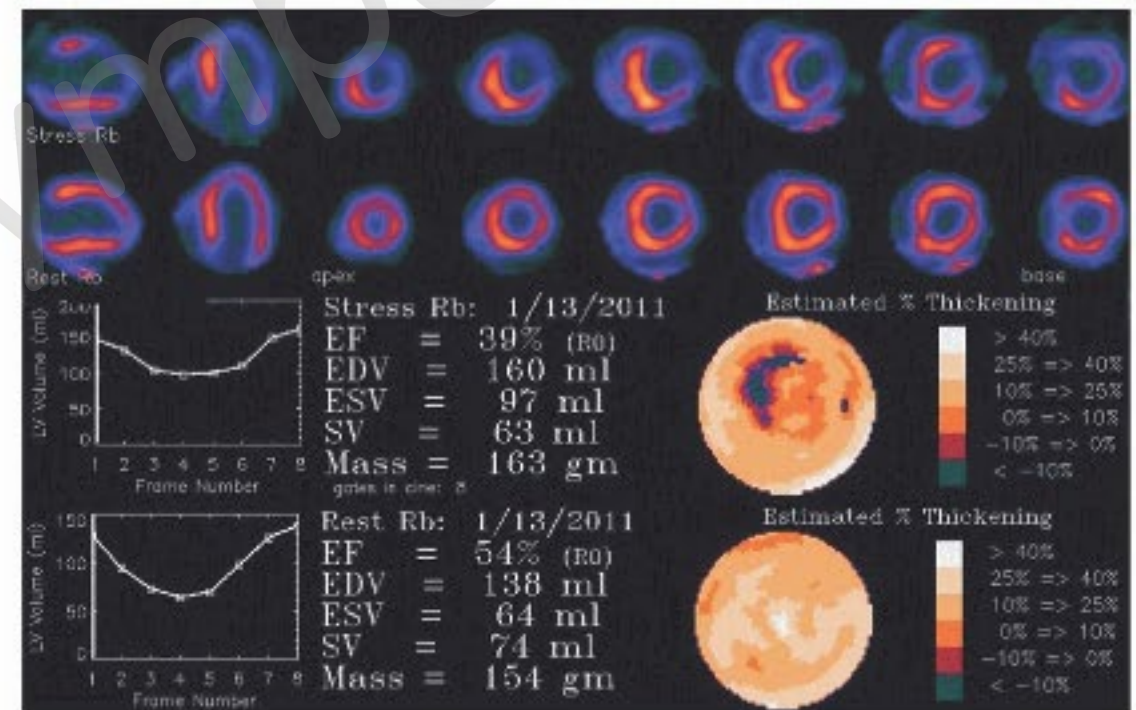 Stress Rb
Rest Rb
apex
base
LV Volume (ml)
200
150
100
50
0
1 2 3 4 5 6 7 8
Frame Number
Stress Rb: 1/13/2011
EF = 39% (R0)
EDV = 160 ml
ESV = 97 ml
SV = 63 ml
Mass = 163 gm
gates in cine: 8
Estimated % Thickening
> 40%
25% => 40%
10% => 25%
0% => 10%
-10% => 0%
< -10%
LV Volume (ml)
150
100
50
0
1 2 3 4 5 6 7 8
Frame Number
Rest Rb: 1/13/2011
EF = 54% (R0)
EDV = 138 ml
ESV = 64 ml
SV = 74 ml
Mass = 154 gm
Estimated % Thickening
> 40%
25% => 40%
10% => 25%
0% => 10%
-10% => 0%
< -10%